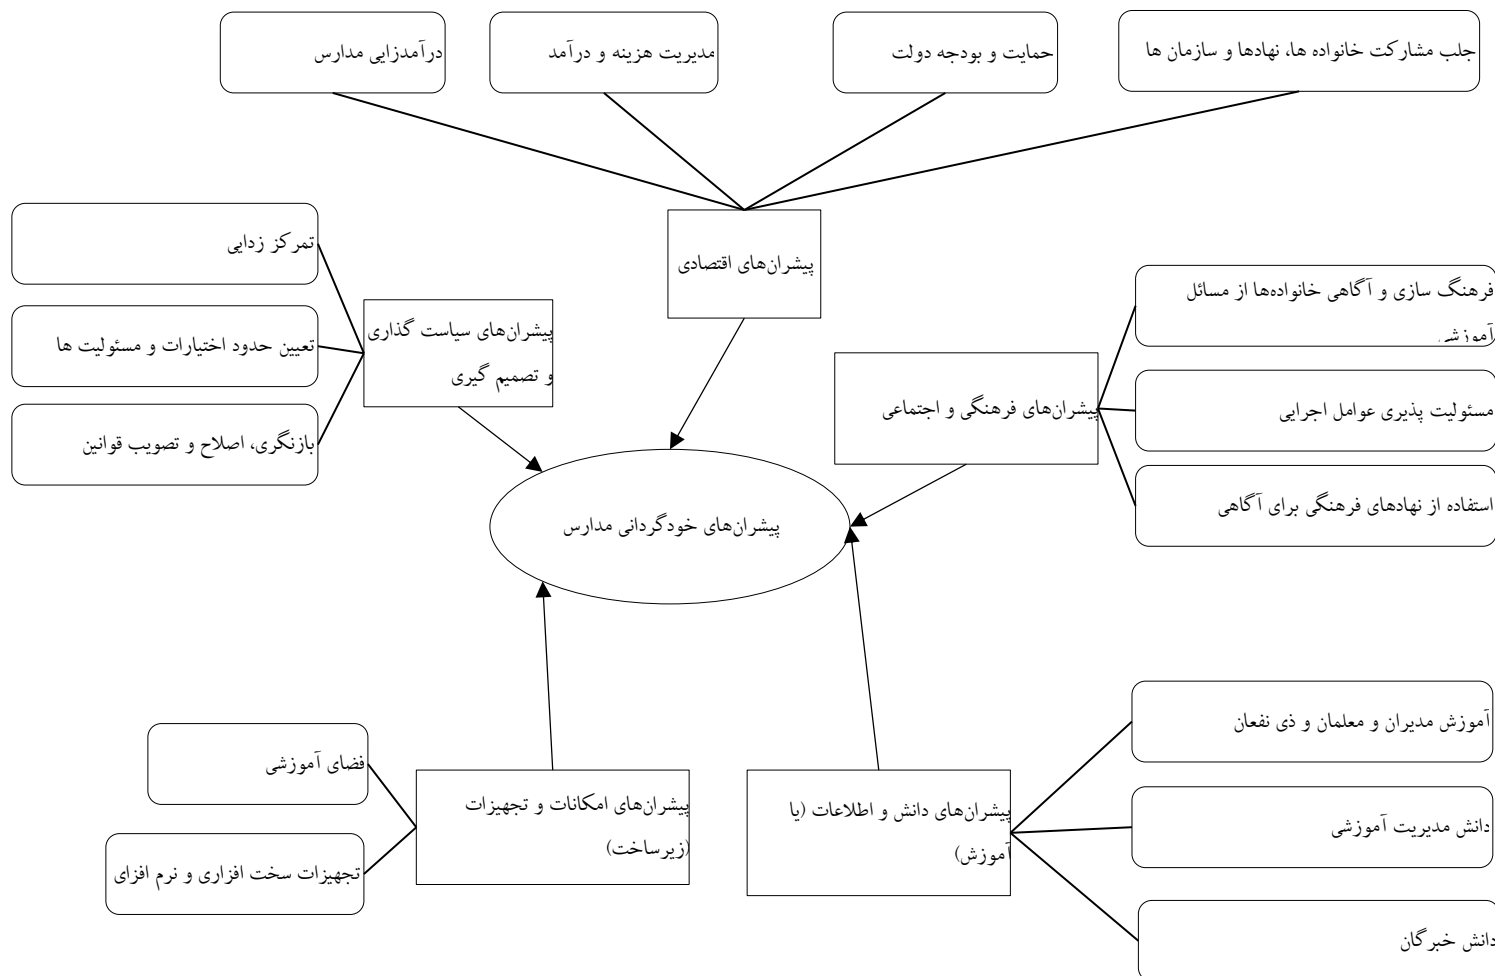 جلب مشارکت خانواده ها، نهادها و سازمان ها
حمایت و بودجه دولت
مدیریت هزینه و درآمد
درآمدزایی مدارس
پیشران‌های اقتصادی
تمرکز زدایی
تعیین حدود اختیارات و مسئولیت ها
بازنگری، اصلاح و تصویب قوانین
پیشران‌های سیاست گذاری
و تصمیم گیری
فرهنگ سازی و آگاهی خانواده‌ها از مسائل
آموزشی
مسئولیت پذیری عوامل اجرایی
استفاده از نهادهای فرهنگی برای آگاهی
پیشران‌های فرهنگی و اجتماعی
پیشران‌های خودگردانی مدارس
آموزش مدیران و معلمان و ذی نفعان
دانش مدیریت آموزشی
دانش خبرگان
پیشران‌های دانش و اطلاعات (یا
آموزش)
پیشران‌های امکانات و تجهیزات
(زیرساخت)
فضای آموزشی
تجهیزات سخت افزاری و نرم افزای